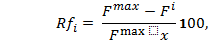 Rfᵢ = (Fᵐᵃˣ − Fⁱ) / (Fᵐᵃˣ □ x) 100,